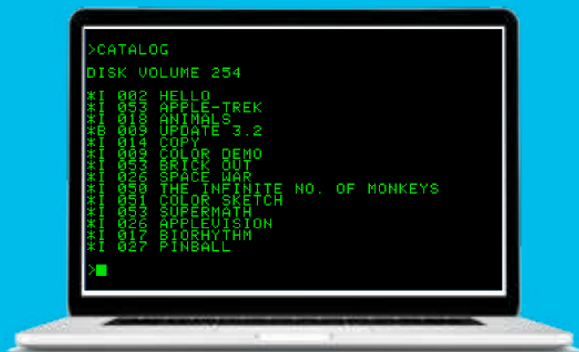 >CATALOG
DISK VOLUME 254
*I 002 HELLO
*I 053 APPLE-TREK
*I 018 ANIMALS
*B 009 UPDATE 3.2
*I 014 COPY
*I 009 COLOR DEMO
*I 053 BRICK OUT
*I 026 SPACE WAR
*I 050 THE INFINITE NO. OF MONKEYS
*I 051 COLOR SKETCH
*I 053 SUPERMATH
*I 026 APPLEVISION
*I 017 BIORHYTHM
*I 027 PINBALL
>